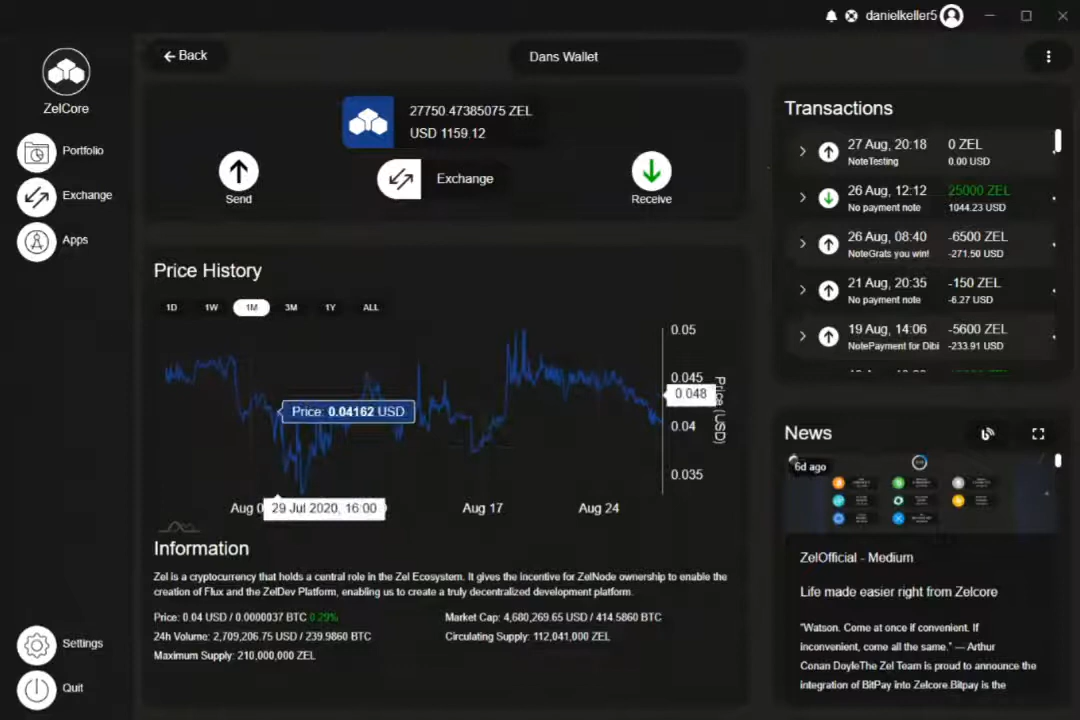 danielkeller5
ZelCore
Portfolio
Exchange
Apps
Settings
Quit
Back
Dans Wallet
27750.47385075 ZEL
USD 1159.12
Send
Exchange
Receive
Price History
1D 1W 1M 3M 1Y ALL
0.05
0.045
0.048
0.04
0.035
Price (USD)
Price: 0.04162 USD
Aug 0
29 Jul 2020, 16:00
Aug 17
Aug 24
Information
Zel is a cryptocurrency that holds a central role in the Zel Ecosystem. It gives the incentive for ZelNode ownership to enable the
creation of Flux and the ZelDev Platform, enabling us to create a truly decentralized development platform.
Price: 0.04 USD / 0.0000037 BTC 0.29%
Market Cap: 4,680,269.65 USD / 414.5860 BTC
24h Volume: 2,709,206.75 USD / 239.9860 BTC
Circulating Supply: 112,041,000 ZEL
Maximum Supply: 210,000,000 ZEL
Transactions
27 Aug, 20:18 0 ZEL
NoteTesting 0.00 USD
26 Aug, 12:12 25000 ZEL
No payment note 1044.23 USD
26 Aug, 08:40 -6500 ZEL
NoteGrats you win! -271.50 USD
21 Aug, 20:35 -150 ZEL
No payment note -6.27 USD
19 Aug, 14:06 -5600 ZEL
NotePayment for Dibi -233.91 USD
News
6d ago
ZelOfficial - Medium
Life made easier right from Zelcore
"Watson. Come at once if convenient. If
inconvenient, come all the same." — Arthur
Conan DoyleThe Zel Team is proud to announce the
integration of BitPay into Zelcore.Bitpay is the